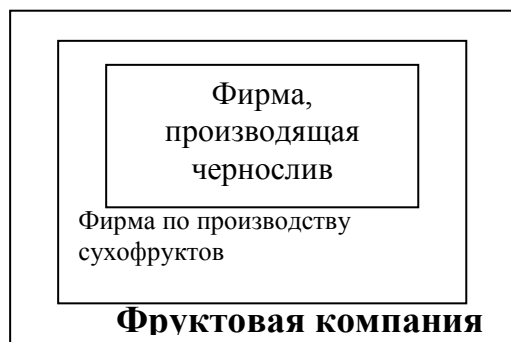 Фирма,
производящая
чернослив
Фирма по производству
сухофруктов
Фруктовая компания